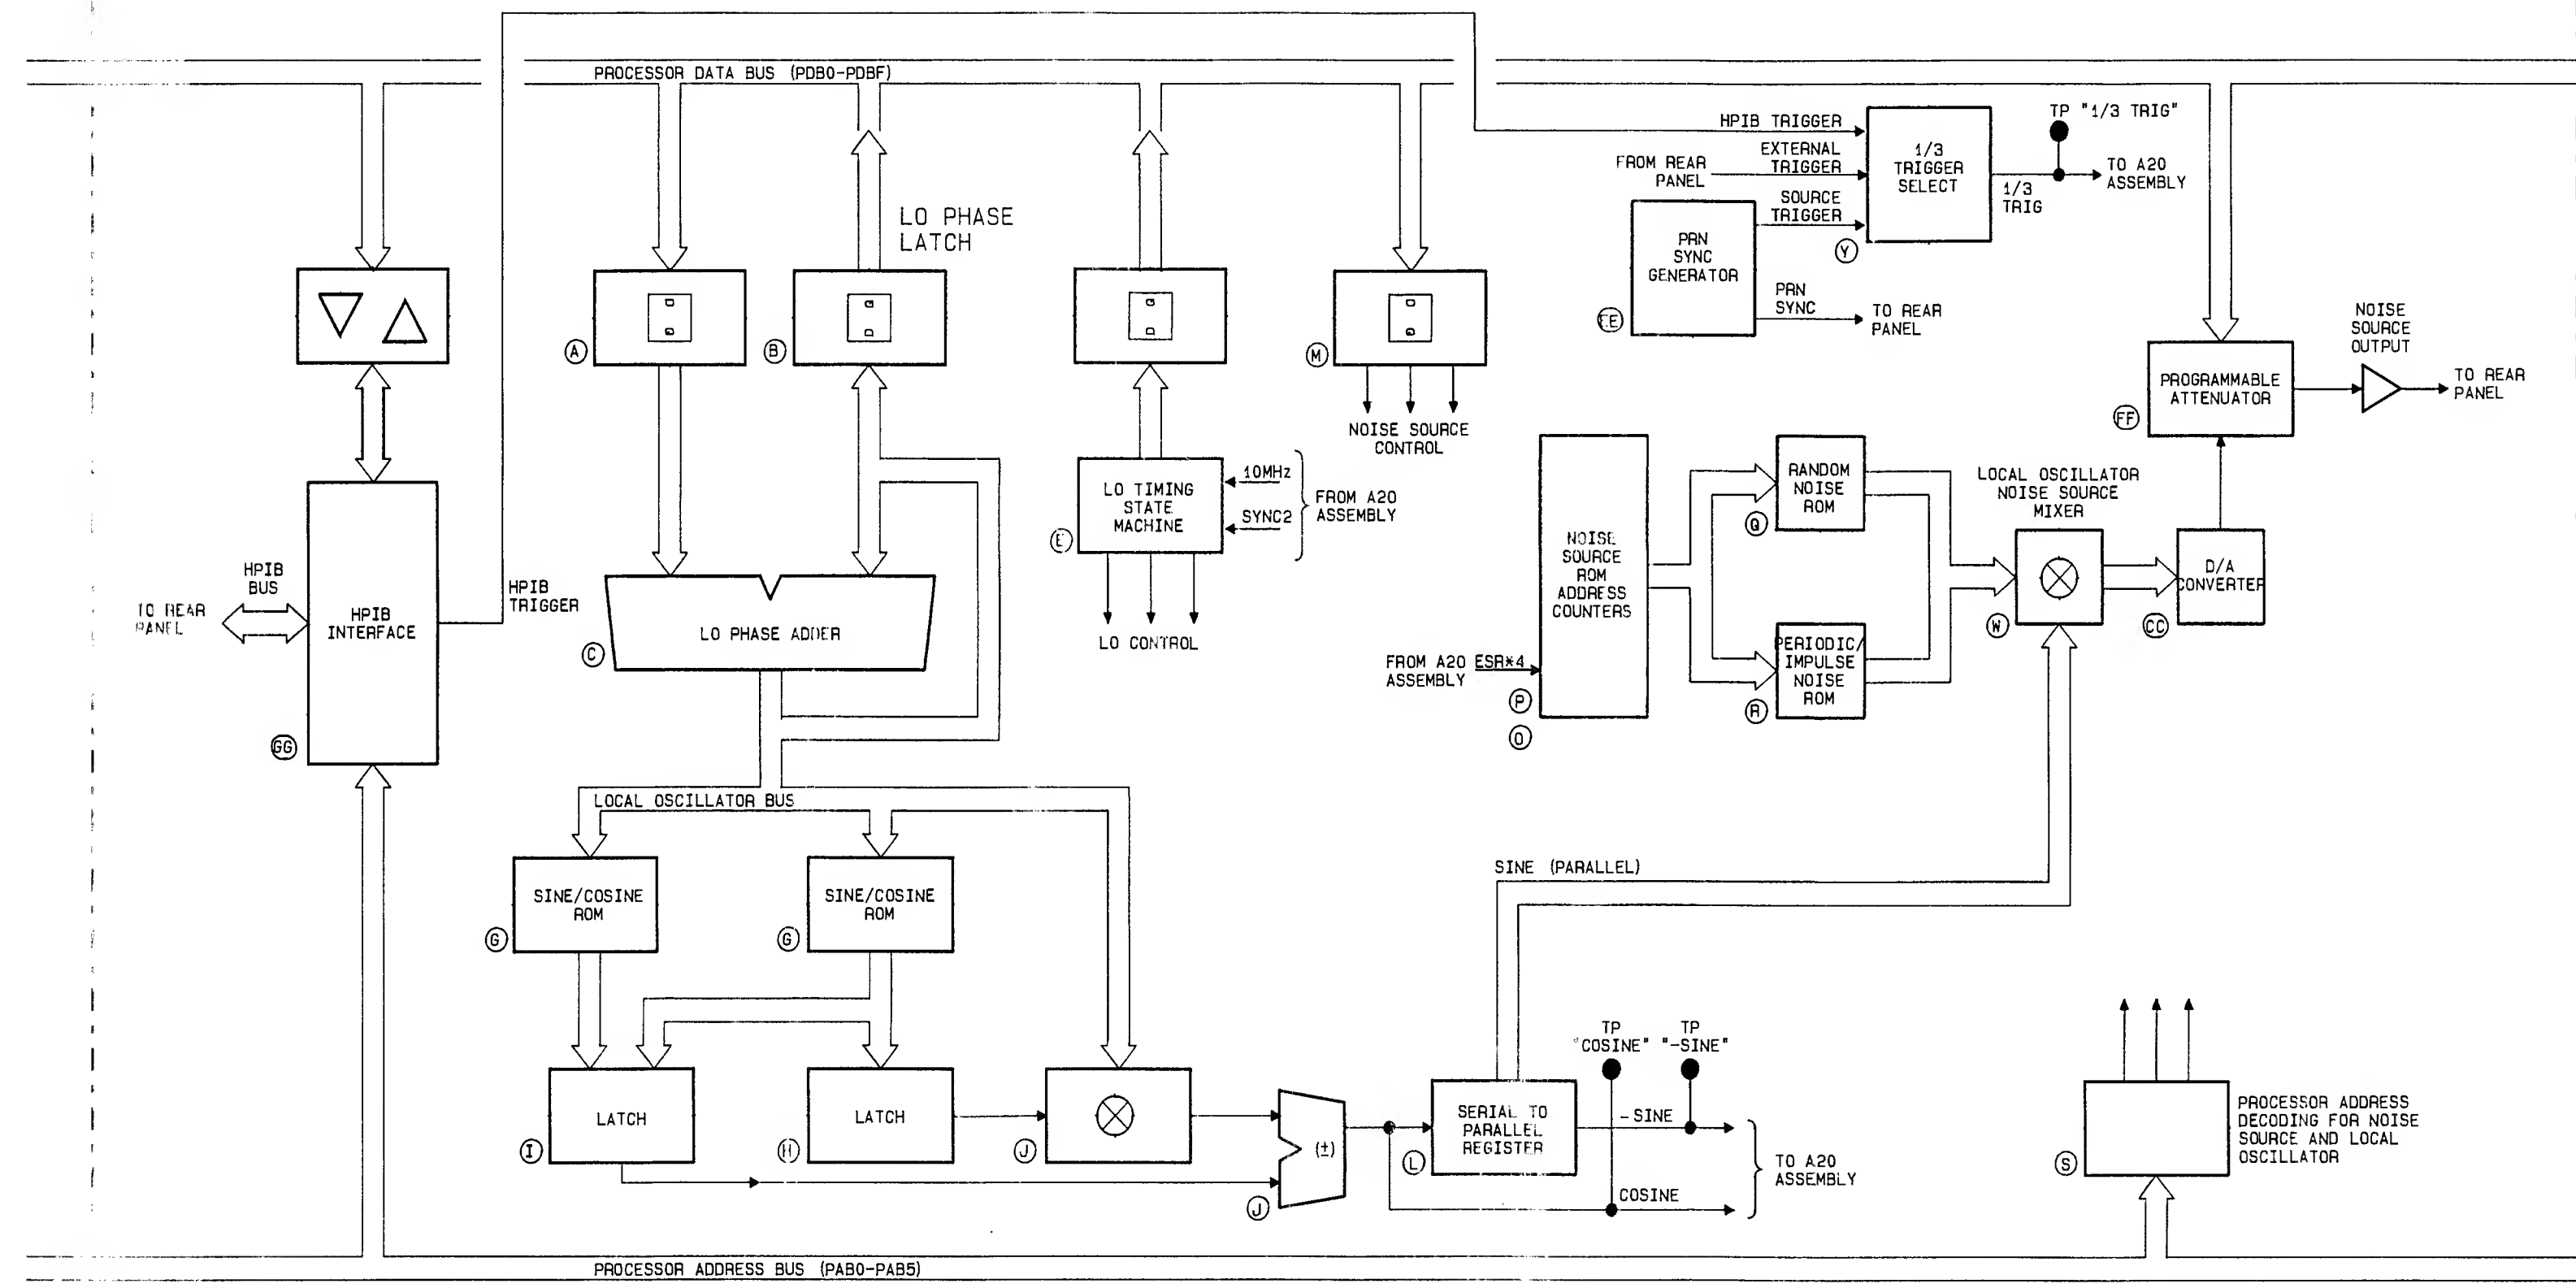 PROCESSOR DATA BUS (PDB0-PDBF)
HPIB TRIGGER
EXTERNAL
TRIGGER
FROM REAR
PANEL
SOURCE
TRIGGER
1/3
TRIGGER
SELECT
Y
TP "1/3 TRIG"
1/3
TRIG
TO A20
ASSEMBLY
PRN
SYNC
GENERATOR
EE
PRN
SYNC
TO REAR
PANEL
LO PHASE
LATCH
A
B
M
NOISE SOURCE
CONTROL
NOISE
SOURCE
OUTPUT
PROGRAMMABLE
ATTENUATOR
FF
TO REAR
PANEL
LO TIMING
STATE
MACHINE
E
10MHz
SYNC2
FROM A20
ASSEMBLY
LO CONTROL
NOISE
SOURCE
ROM
ADDRESS
COUNTERS
FROM A20
ASSEMBLY
ESR*4
P
O
RANDOM
NOISE
ROM
Q
PERIODIC/
IMPULSE
NOISE
ROM
R
LOCAL OSCILLATOR
NOISE SOURCE
MIXER
W
D/A
CONVERTER
CC
HPIB
BUS
TO REAR
PANEL
HPIB
INTERFACE
GG
HPIB
TRIGGER
LO PHASE ADDER
C
LOCAL OSCILLATOR BUS
SINE/COSINE
ROM
G
SINE/COSINE
ROM
G
SINE (PARALLEL)
LATCH
I
LATCH
H
J
(±)
J
SERIAL TO
PARALLEL
REGISTER
L
TP
"COSINE"
TP
"-SINE"
-SINE
COSINE
TO A20
ASSEMBLY
S
PROCESSOR ADDRESS
DECODING FOR NOISE
SOURCE AND LOCAL
OSCILLATOR
PROCESSOR ADDRESS BUS (PAB0-PAB5)